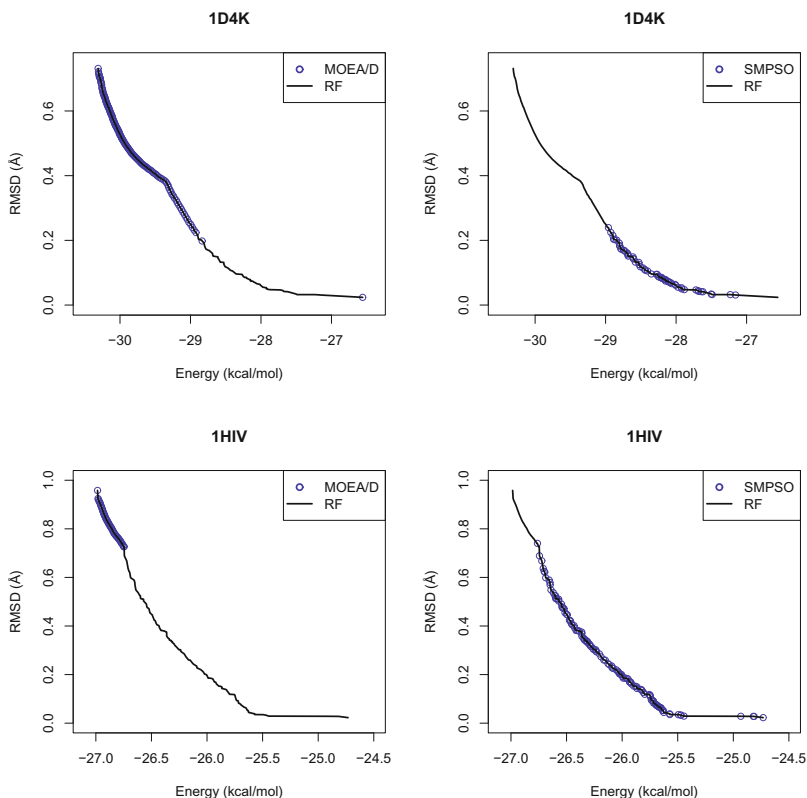 1D4K
MOEA/D
RF
RMSD (Å)
0.6
0.4
0.2
0.0
−30 −29 −28 −27
Energy (kcal/mol)
1D4K
SMPSO
RF
RMSD (Å)
0.6
0.4
0.2
0.0
−30 −29 −28 −27
Energy (kcal/mol)
1HIV
MOEA/D
RF
RMSD (Å)
1.0
0.8
0.6
0.4
0.2
0.0
−27.0 −26.5 −26.0 −25.5 −25.0 −24.5
Energy (kcal/mol)
1HIV
SMPSO
RF
RMSD (Å)
1.0
0.8
0.6
0.4
0.2
0.0
−27.0 −26.5 −26.0 −25.5 −25.0 −24.5
Energy (kcal/mol)